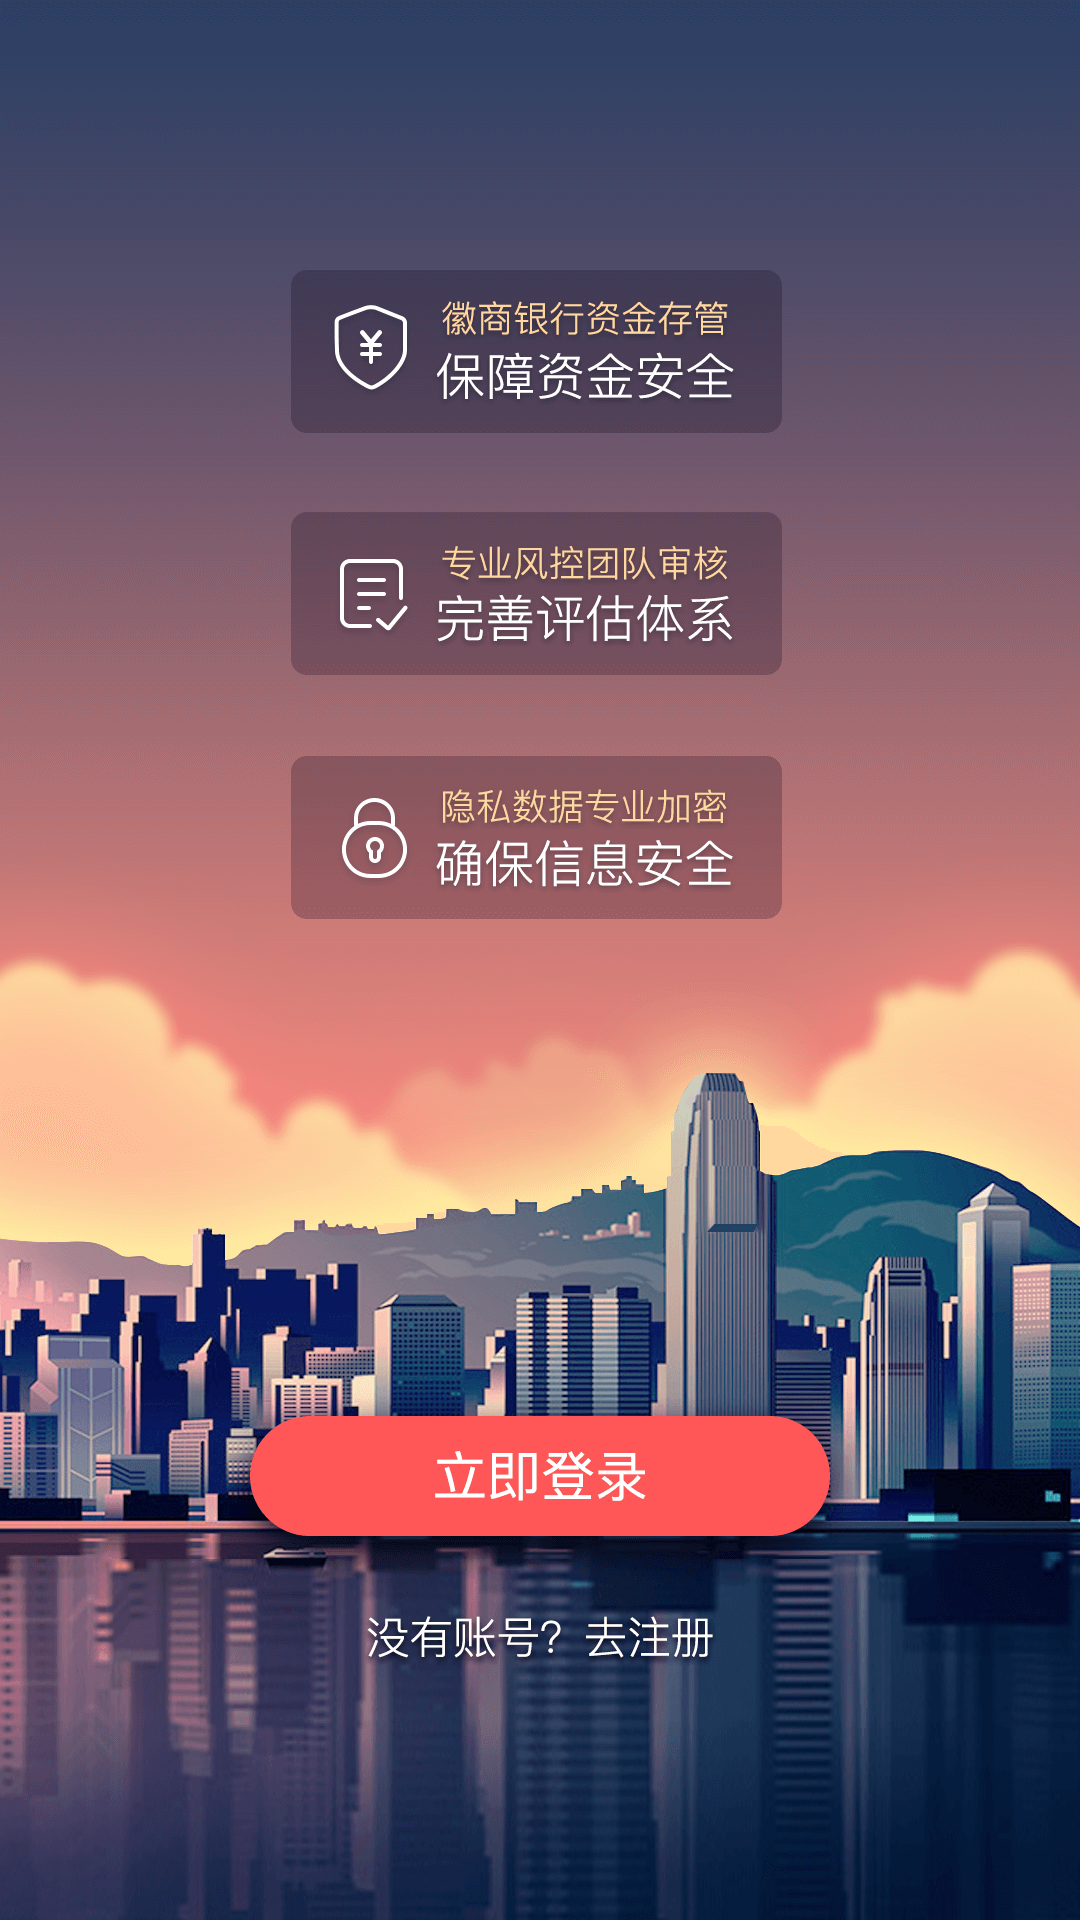 徽商银行资金存管
保障资金安全
专业风控团队审核
完善评估体系
隐私数据专业加密
确保信息安全
立即登录
没有账号？去注册